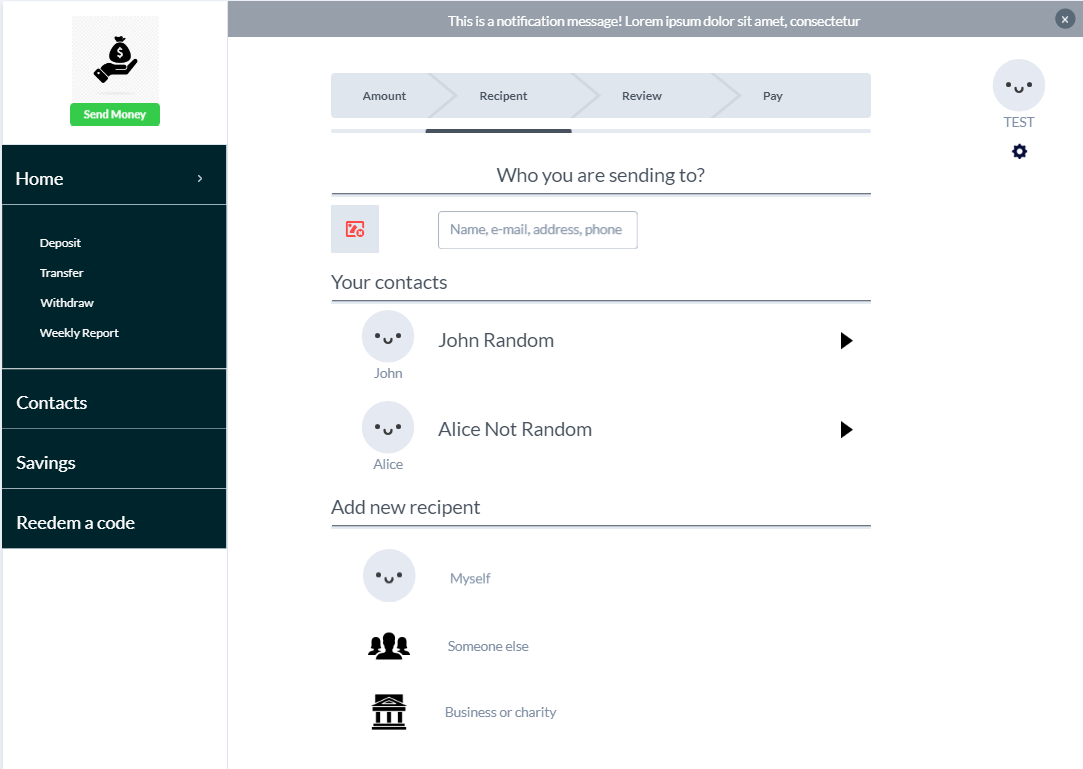 This is a notification message! Lorem ipsum dolor sit amet, consectetur
x
$
Send Money
Home
Deposit
Transfer
Withdraw
Weekly Report
Contacts
Savings
Reedem a code
Amount
Recipent
Review
Pay
TEST
Who you are sending to?
Name, e-mail, address, phone
Your contacts
John Random
John
Alice Not Random
Alice
Add new recipent
Myself
Someone else
Business or charity